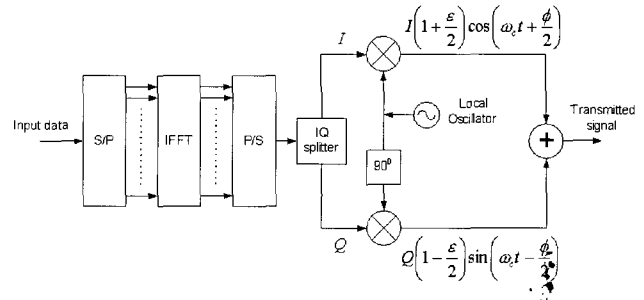 I
I(1+ε/2)cos(ω_c t+φ/2)
Input data
S/P
IFFT
P/S
IQ
splitter
Local
Oscillator
90⁰
Transmitted
signal
+
Q
Q(1−ε/2)sin(ω_c t−φ/2)